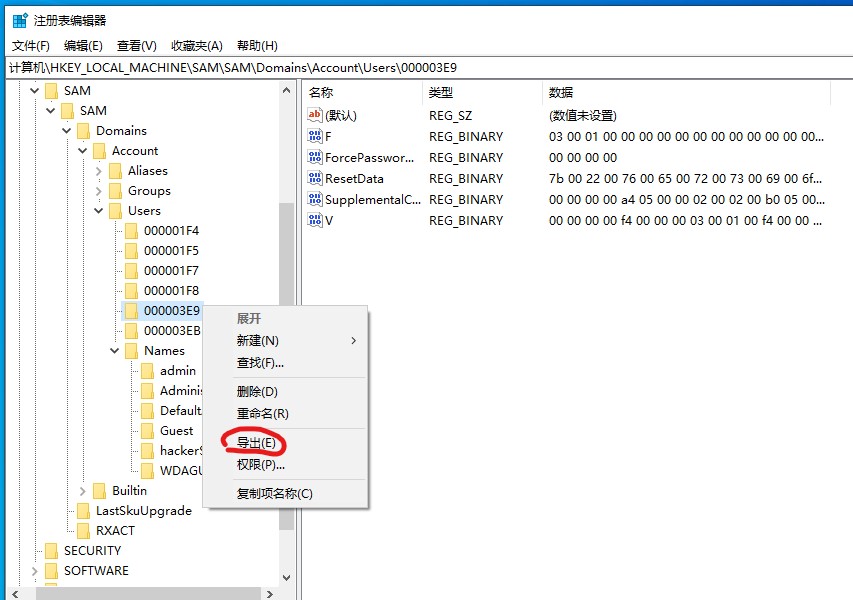 注册表编辑器
文件(F) 编辑(E) 查看(V) 收藏夹(A) 帮助(H)
计算机\HKEY_LOCAL_MACHINE\SAM\SAM\Domains\Account\Users\000003E9
SAM
SAM
Domains
Account
Aliases
Groups
Users
000001F4
000001F5
000001F7
000001F8
000003E9
000003EB
Names
admin
Adminis
Default
Guest
hacker
WDAGU
Builtin
LastSkuUpgrade
RXACT
SECURITY
SOFTWARE
展开
新建(N)
查找(F)...
删除(D)
重命名(R)
导出(E)
权限(P)...
复制项名称(C)
名称 类型 数据
(默认) REG_SZ (数值未设置)
F REG_BINARY 03 00 01 00 00 00 00 00 00 00 00 00 00 00 00...
ForcePasswor... REG_BINARY 00 00 00 00
ResetData REG_BINARY 7b 00 22 00 76 00 65 00 72 00 73 00 69 00 6f...
SupplementalC... REG_BINARY 00 00 00 00 a4 05 00 00 02 00 02 00 b0 05 00...
V REG_BINARY 00 00 00 00 f4 00 00 00 03 00 01 00 f4 00 00 ...